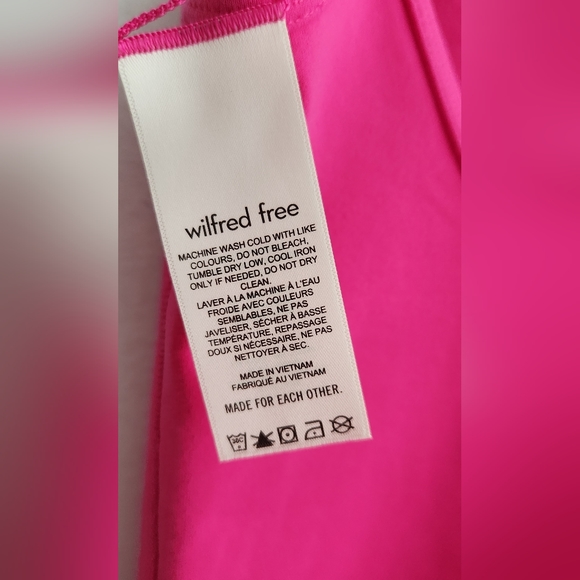 wilfred free
MACHINE WASH COLD WITH LIKE
COLOURS, DO NOT BLEACH,
TUMBLE DRY LOW, COOL IRON
ONLY IF NEEDED, DO NOT DRY
CLEAN.
LAVER À LA MACHINE À L'EAU
FROIDE AVEC COULEURS
SEMBLABLES, NE PAS
JAVELISER, SÉCHER À BASSE
TEMPÉRATURE, REPASSAGE
DOUX SI NÉCESSAIRE, NE PAS
NETTOYER À SEC.
MADE IN VIETNAM
FABRIQUÉ AU VIETNAM
MADE FOR EACH OTHER.
30C